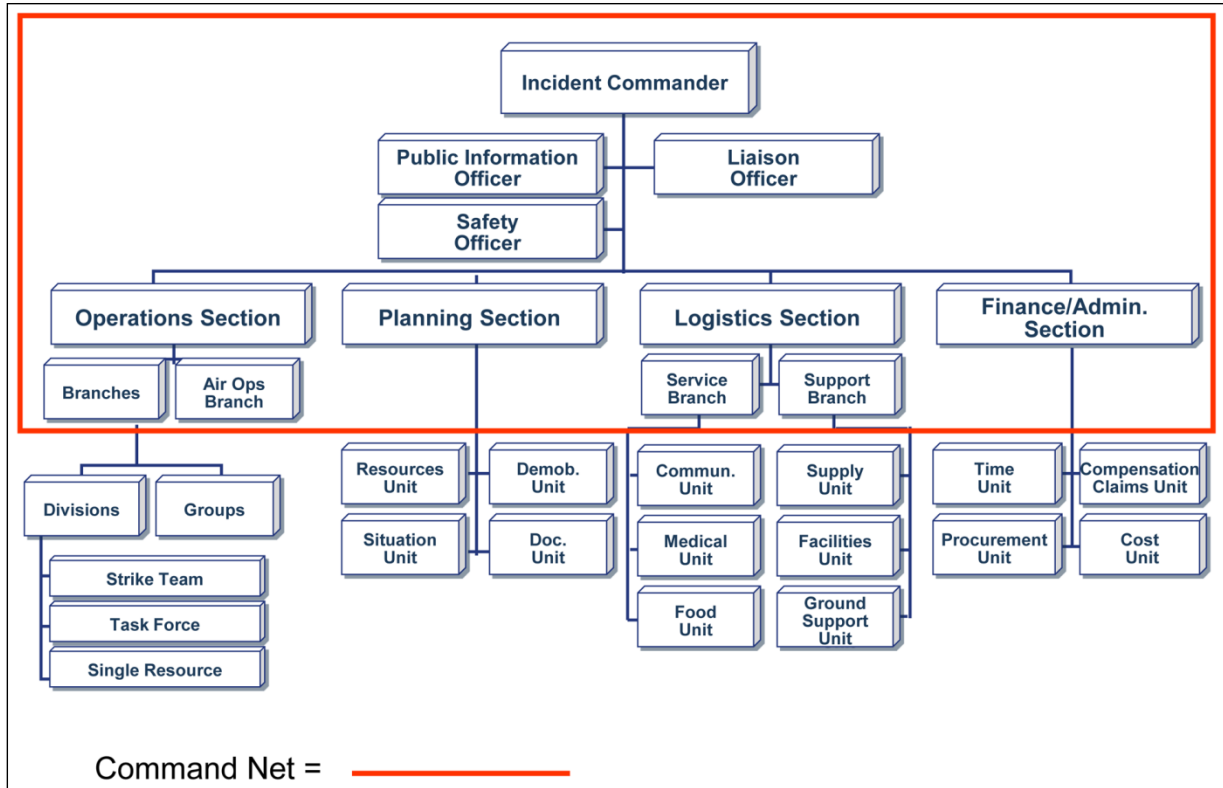 Incident Commander
Public Information
Officer
Liaison
Officer
Safety
Officer
Operations Section
Planning Section
Logistics Section
Finance/Admin.
Section
Branches
Air Ops
Branch
Service
Branch
Support
Branch
Divisions
Groups
Strike Team
Task Force
Single Resource
Resources
Unit
Demob.
Unit
Situation
Unit
Doc.
Unit
Commun.
Unit
Supply
Unit
Medical
Unit
Facilities
Unit
Food
Unit
Ground
Support
Unit
Time
Unit
Compensation
Claims Unit
Procurement
Unit
Cost
Unit
Command Net =